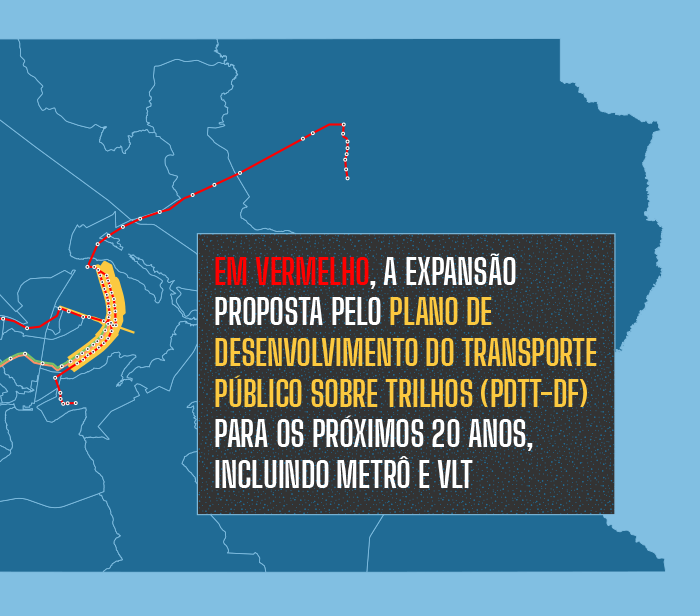 EM VERMELHO, A EXPANSÃO
PROPOSTA PELO PLANO DE
DESENVOLVIMENTO DO TRANSPORTE
PÚBLICO SOBRE TRILHOS (PDTT-DF)
PARA OS PRÓXIMOS 20 ANOS,
INCLUINDO METRÔ E VLT